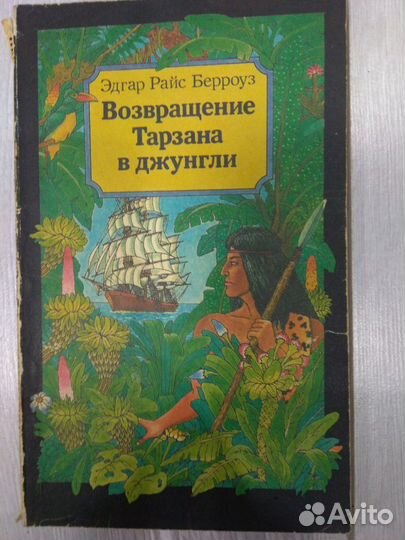 Эдгар Райс Берроуз
Возвращение
Тарзана
в джунгли
Avito